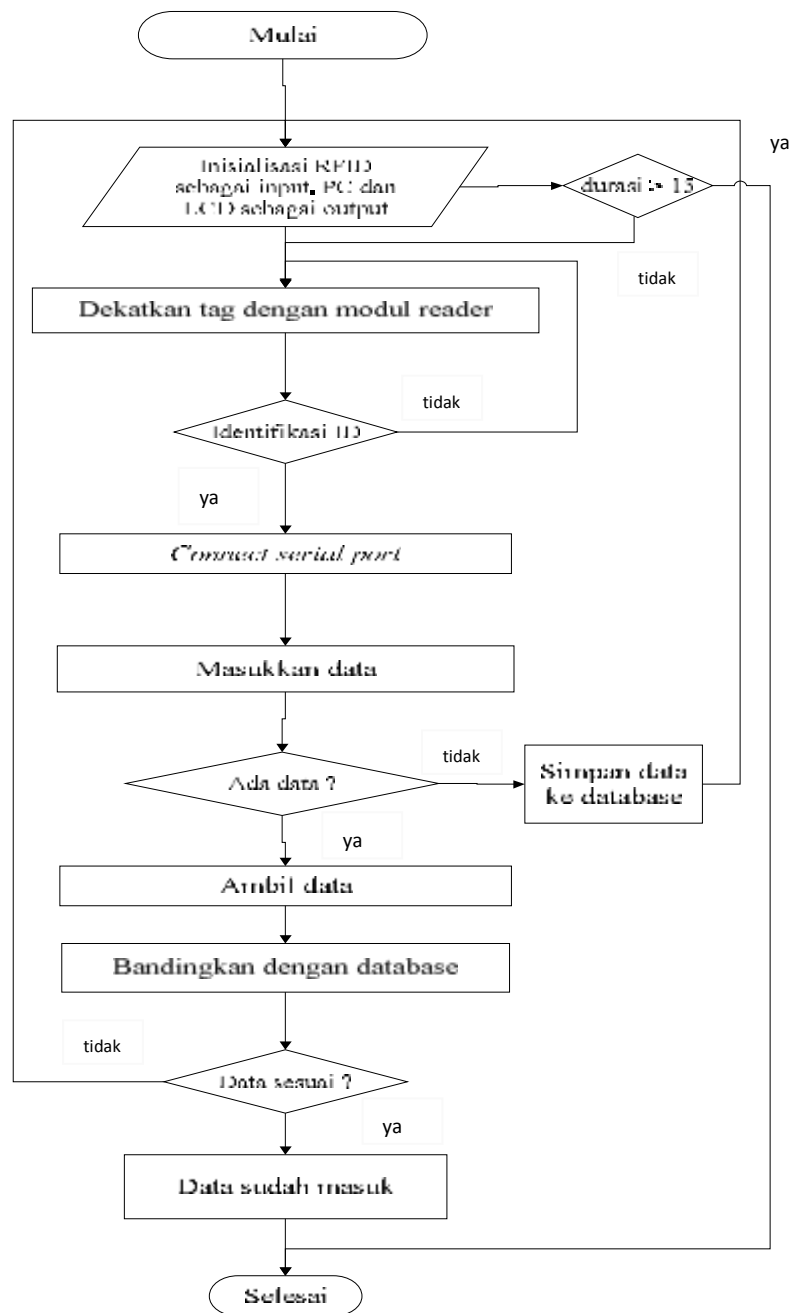 Mulai
ya
Inisialisasi RFID
sebagai input, PC dan
LCD sebagai output
durasi > 15
tidak
Dekatkan tag dengan modul reader
tidak
Identifikasi ID
ya
Connect serial port
Masukkan data
tidak
Ada data ?
Simpan data
ke database
ya
Ambil data
Bandingkan dengan database
tidak
Data sesuai ?
ya
Data sudah masuk
Selesai